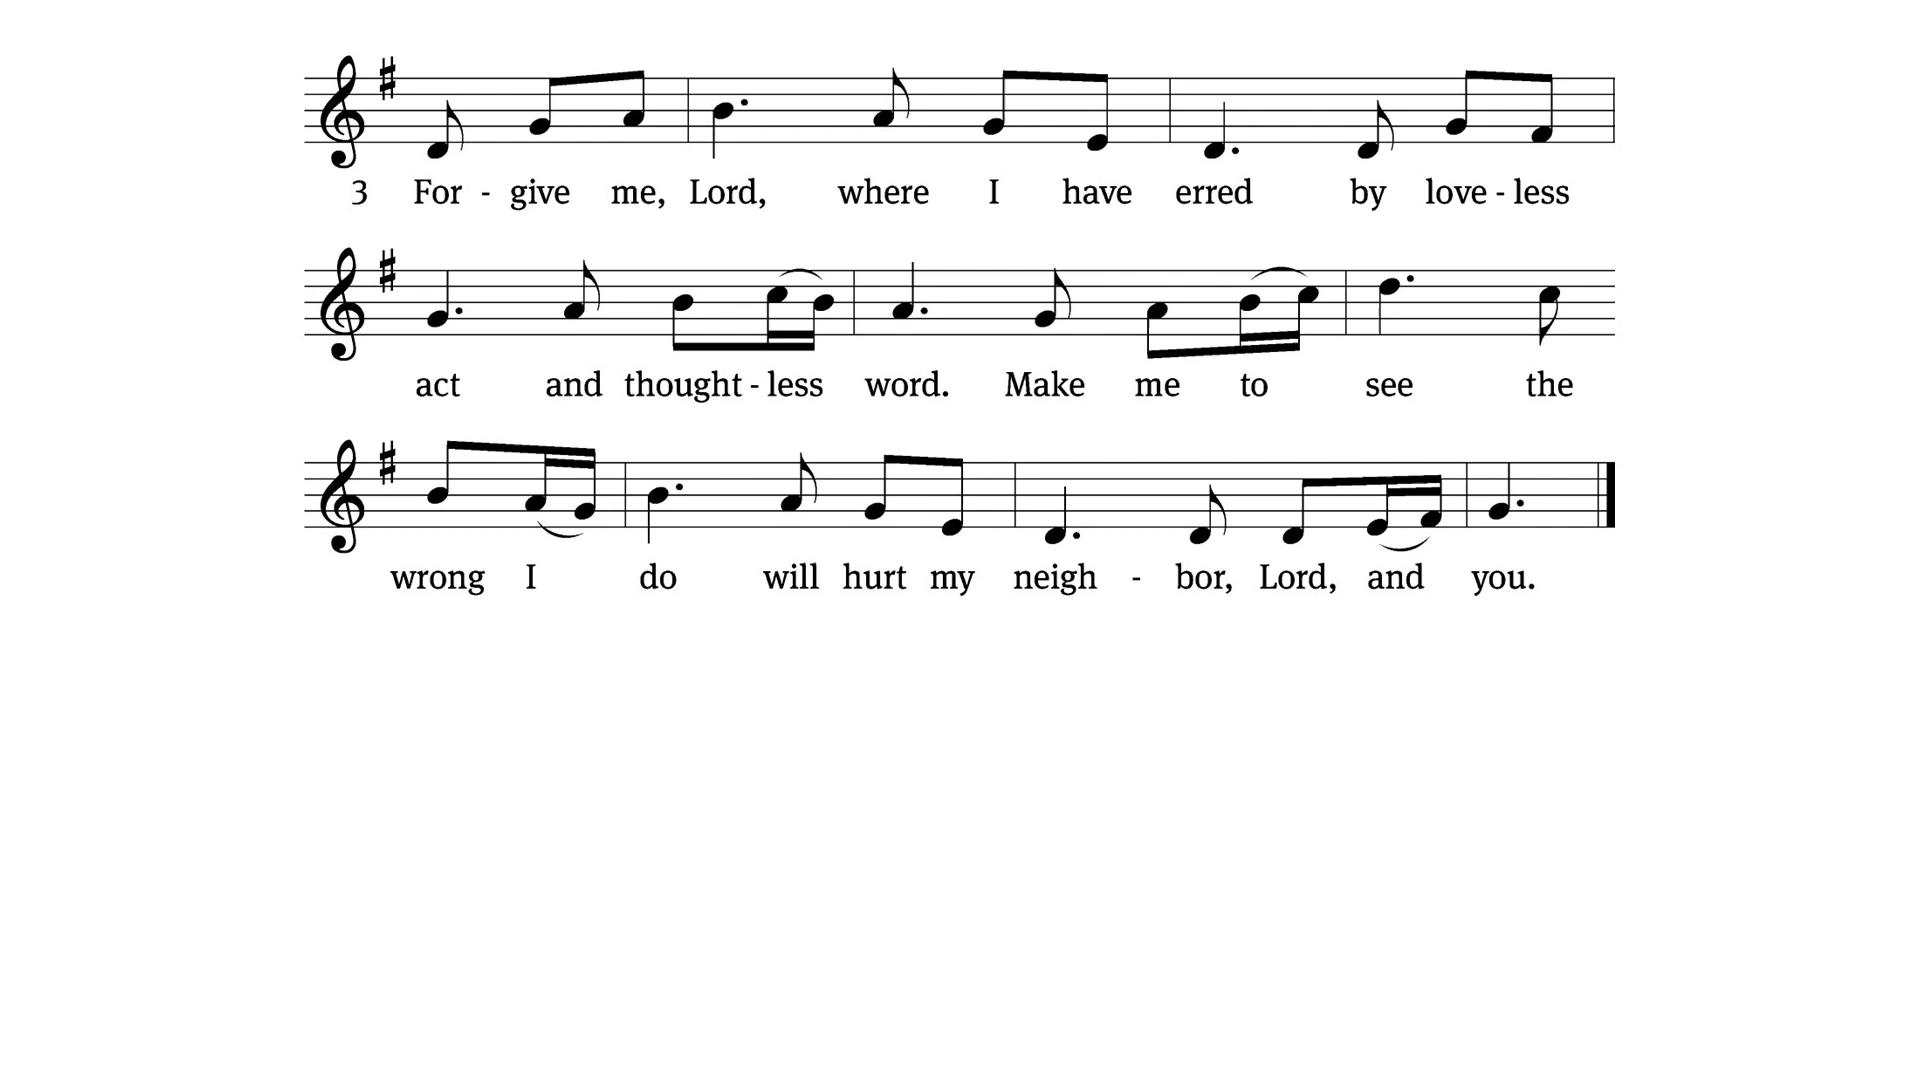 3 For - give me, Lord, where I have erred by love - less
act and thought - less word. Make me to see the
wrong I do will hurt my neigh - bor, Lord, and you.